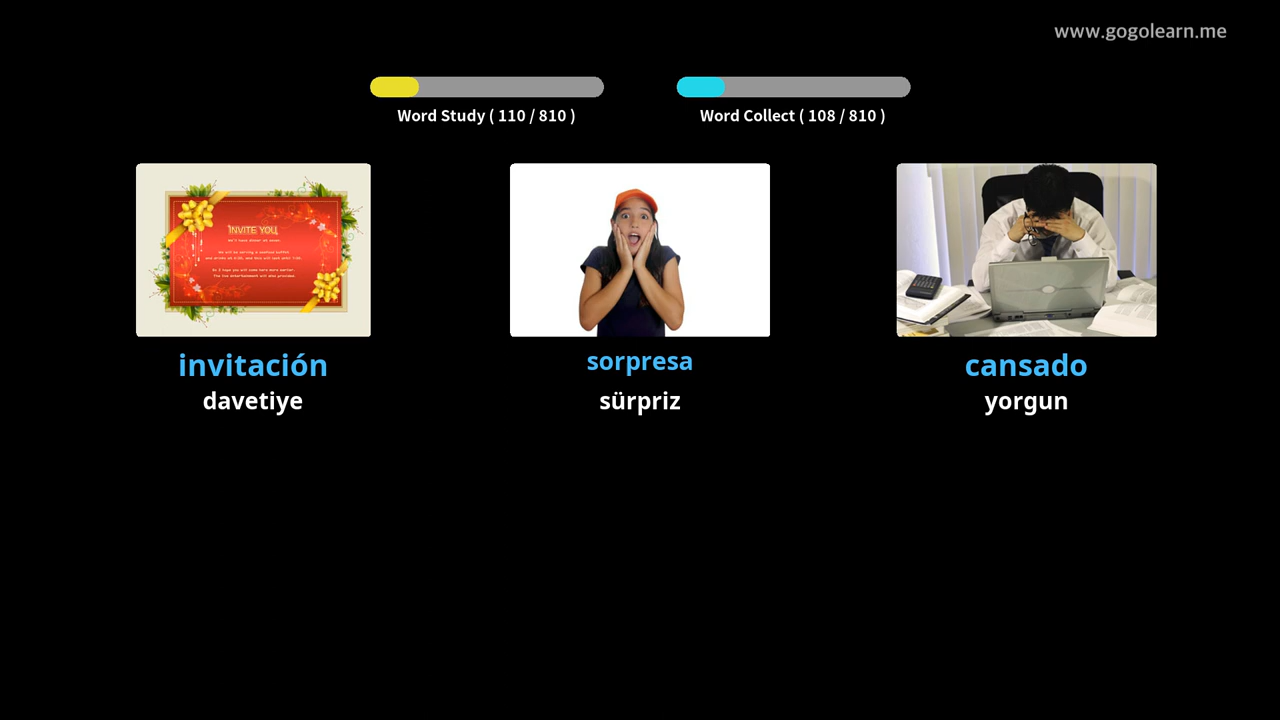 www.gogolearn.me
Word Study ( 110 / 810 )
Word Collect ( 108 / 810 )
INVITE YOU
invitación
davetiye
sorpresa
sürpriz
cansado
yorgun